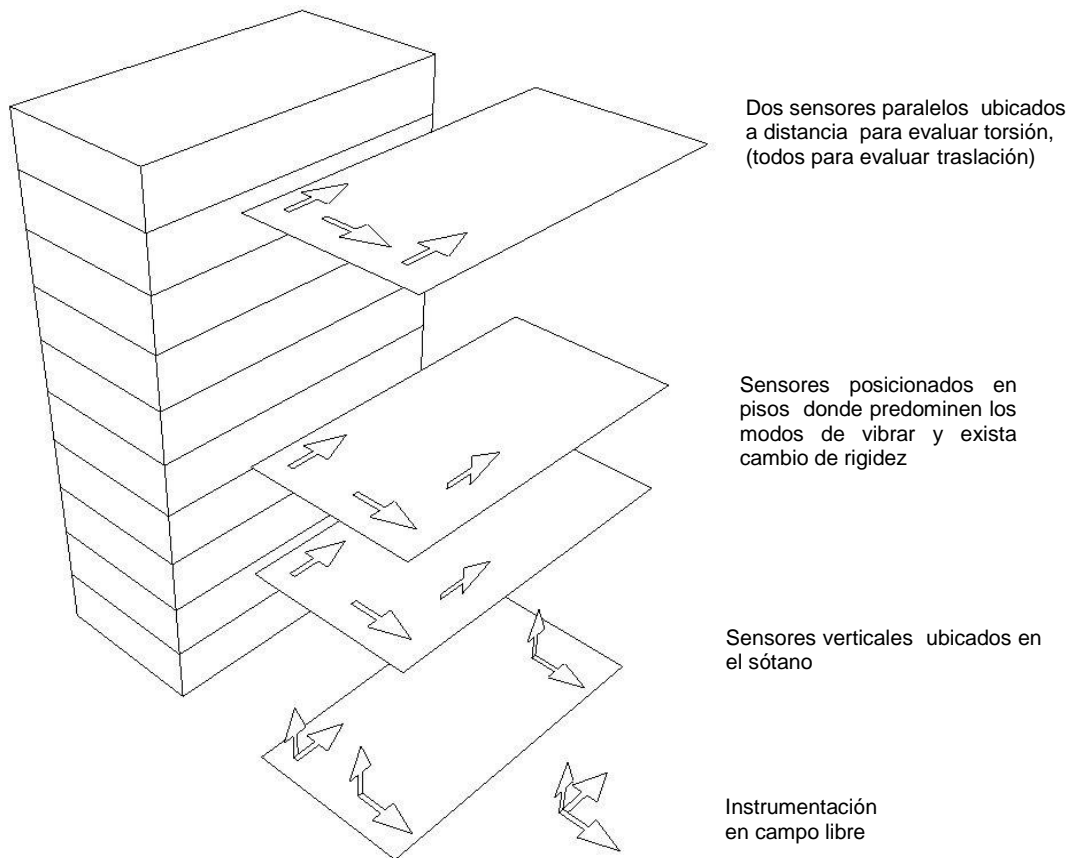 Dos sensores paralelos ubicados
a distancia para evaluar torsión,
(todos para evaluar traslación)
Sensores posicionados en
pisos donde predominen los
modos de vibrar y exista
cambio de rigidez
Sensores verticales ubicados en
el sótano
Instrumentación
en campo libre